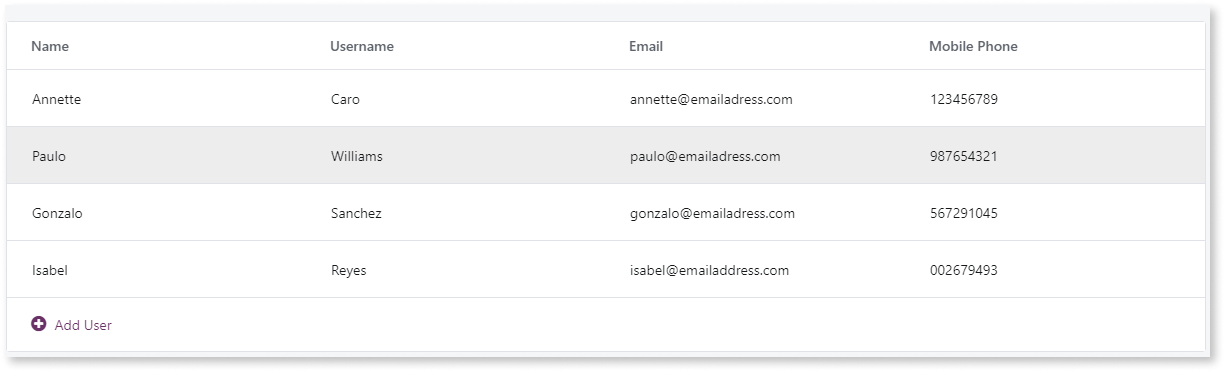 Name Username Email Mobile Phone
Annette Caro annette@emailadress.com 123456789
Paulo Williams paulo@emailadress.com 987654321
Gonzalo Sanchez gonzalo@emailadress.com 567291045
Isabel Reyes isabel@emailaddress.com 002679493
Add User